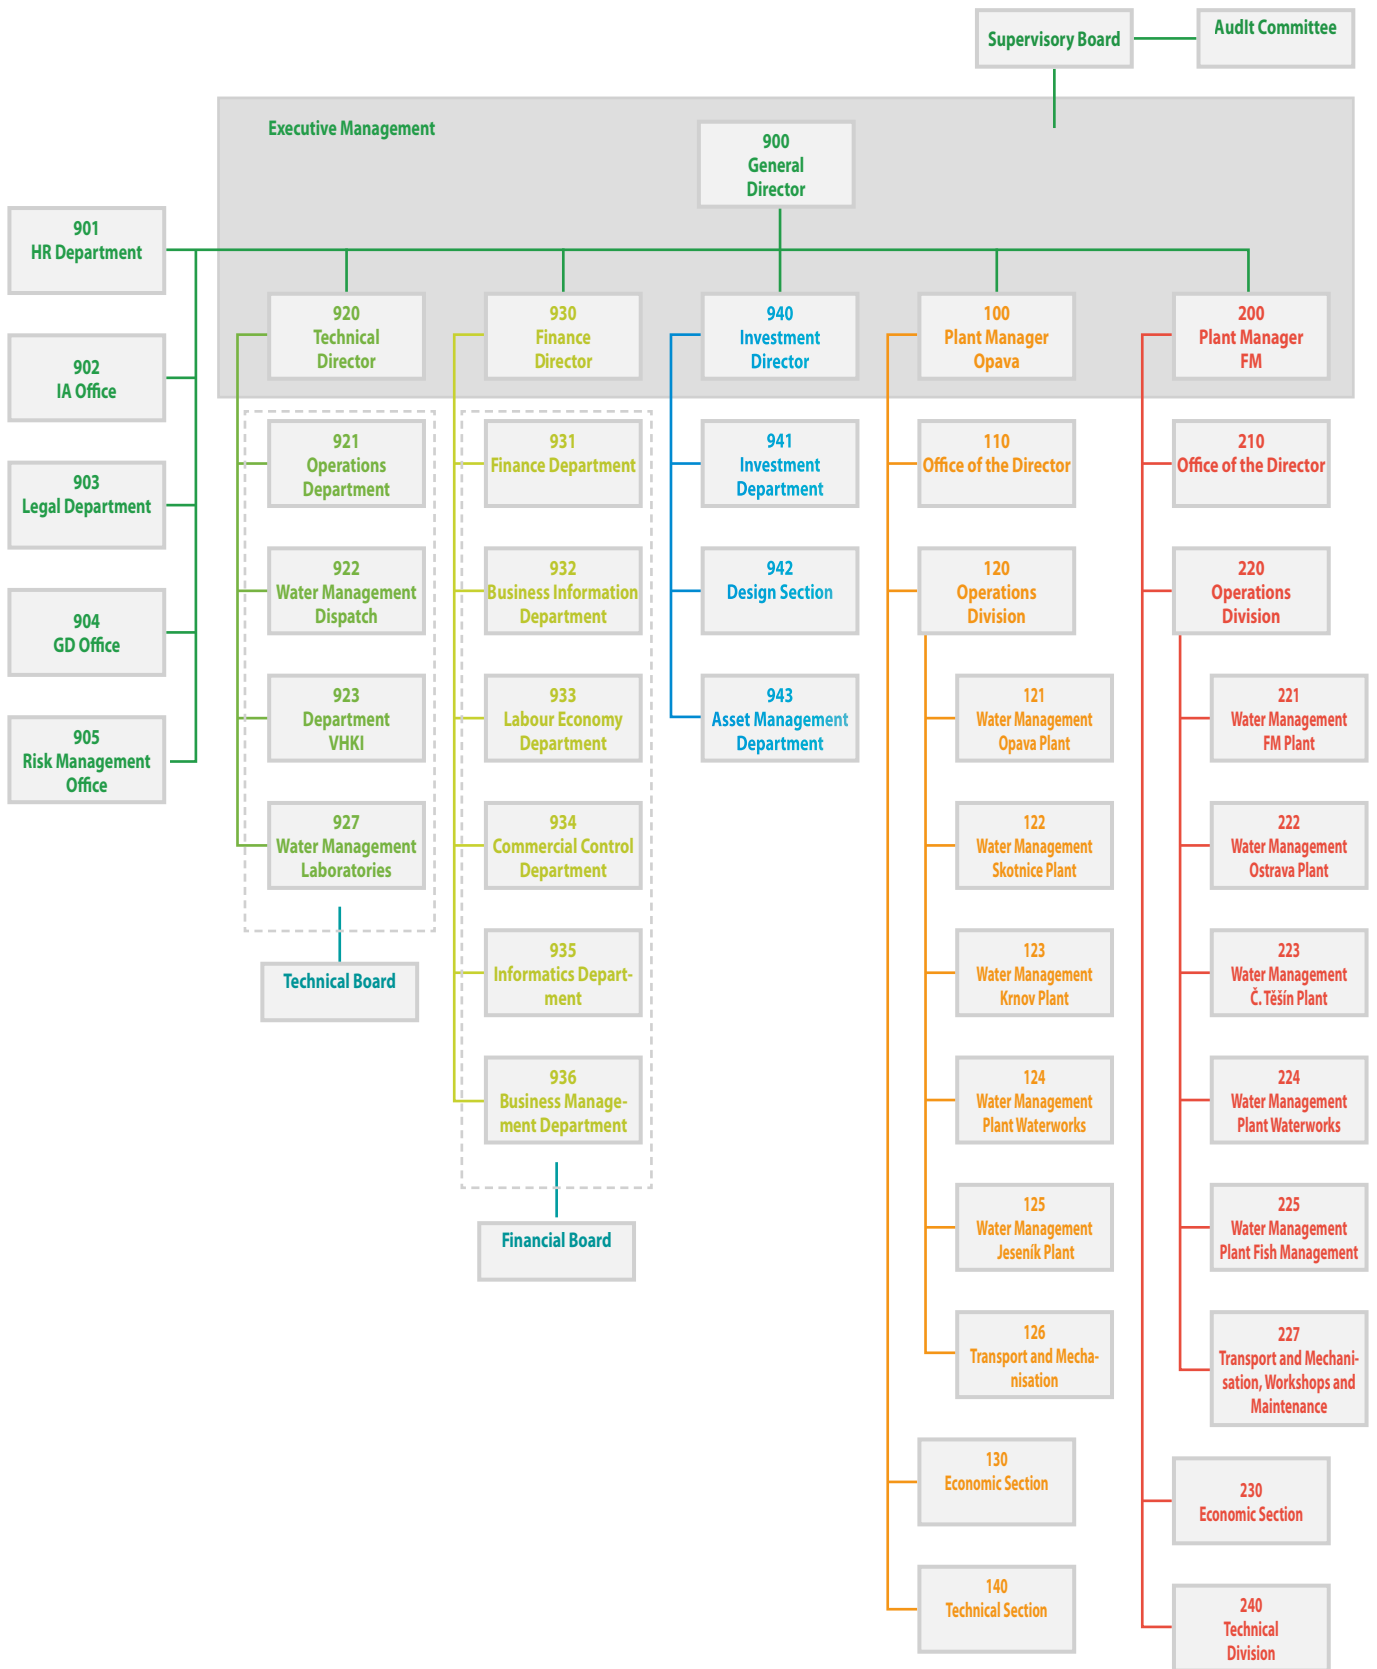 Supervisory Board
AudIt Committee
Executive Management
900
General
Director
901
HR Department
902
IA Office
903
Legal Department
904
GD Office
905
Risk Management
Office
920
Technical
Director
921
Operations
Department
922
Water Management
Dispatch
923
Department
VHKI
927
Water Management
Laboratories
Technical Board
930
Finance
Director
931
Finance Department
932
Business Information
Department
933
Labour Economy
Department
934
Commercial Control
Department
935
Informatics Depart-
ment
936
Business Manage-
ment Department
Financial Board
940
Investment
Director
941
Investment
Department
942
Design Section
943
Asset Management
Department
100
Plant Manager
Opava
110
Office of the Director
120
Operations
Division
121
Water Management
Opava Plant
122
Water Management
Skotnice Plant
123
Water Management
Krnov Plant
124
Water Management
Plant Waterworks
125
Water Management
Jeseník Plant
126
Transport and Mecha-
nisation
130
Economic Section
140
Technical Section
200
Plant Manager
FM
210
Office of the Director
220
Operations
Division
221
Water Management
FM Plant
222
Water Management
Ostrava Plant
223
Water Management
Č. Těšín Plant
224
Water Management
Plant Waterworks
225
Water Management
Plant Fish Management
227
Transport and Mechani-
sation, Workshops and
Maintenance
230
Economic Section
240
Technical
Division